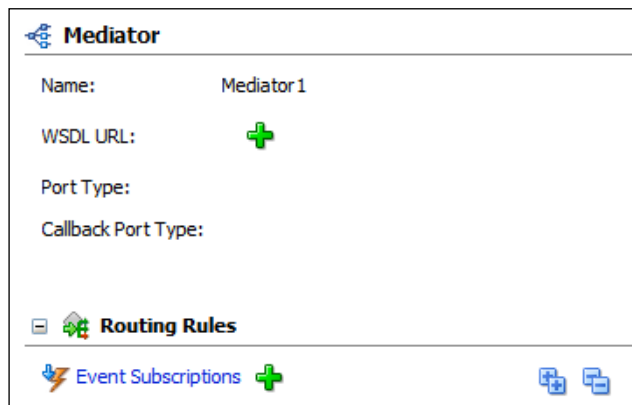 Mediator
Name: Mediator1
WSDL URL:
Port Type:
Callback Port Type:
Routing Rules
Event Subscriptions